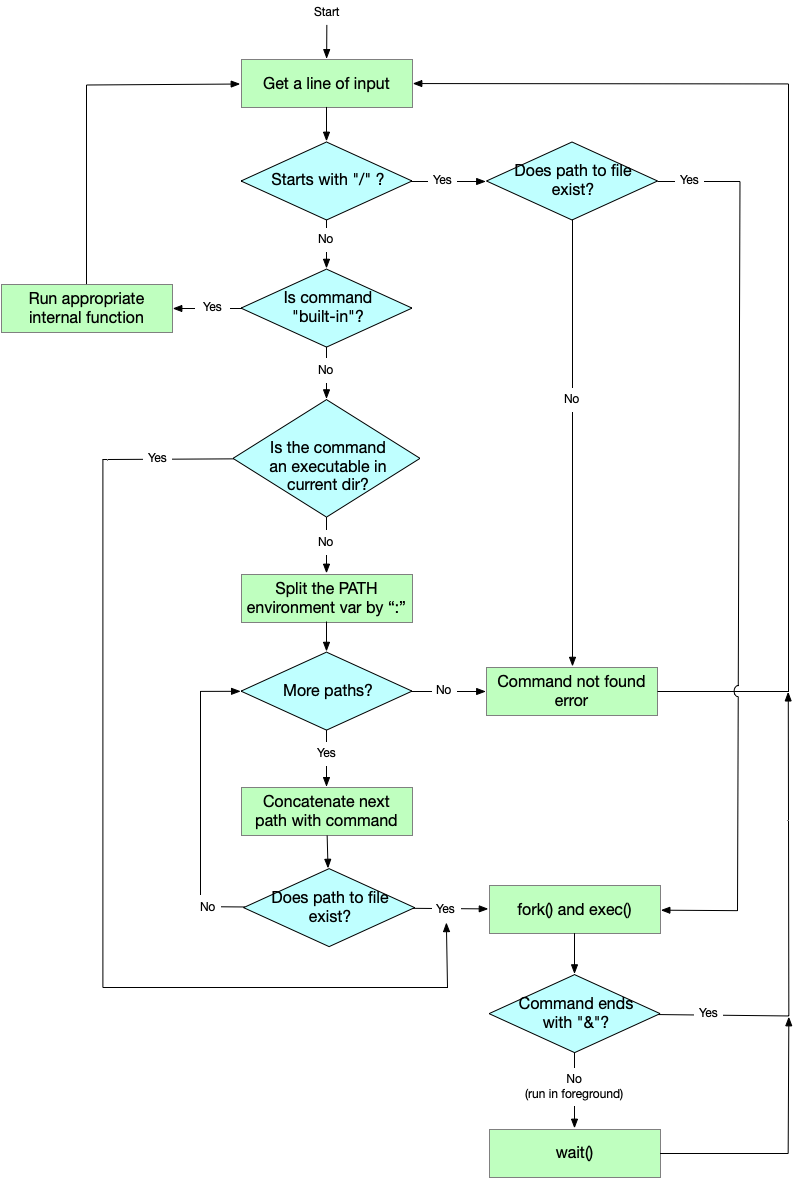 Start
Get a line of input
Starts with "/" ?
Yes
Does path to file
exist?
Yes
No
Run appropriate
internal function
Yes
Is command
"built-in"?
No
No
Is the command
an executable in
current dir?
Yes
No
Split the PATH
environment var by “:”
More paths?
No
Command not found
error
Yes
Concatenate next
path with command
Does path to file
exist?
No
Yes
fork() and exec()
Command ends
with "&"?
Yes
No
(run in foreground)
wait()